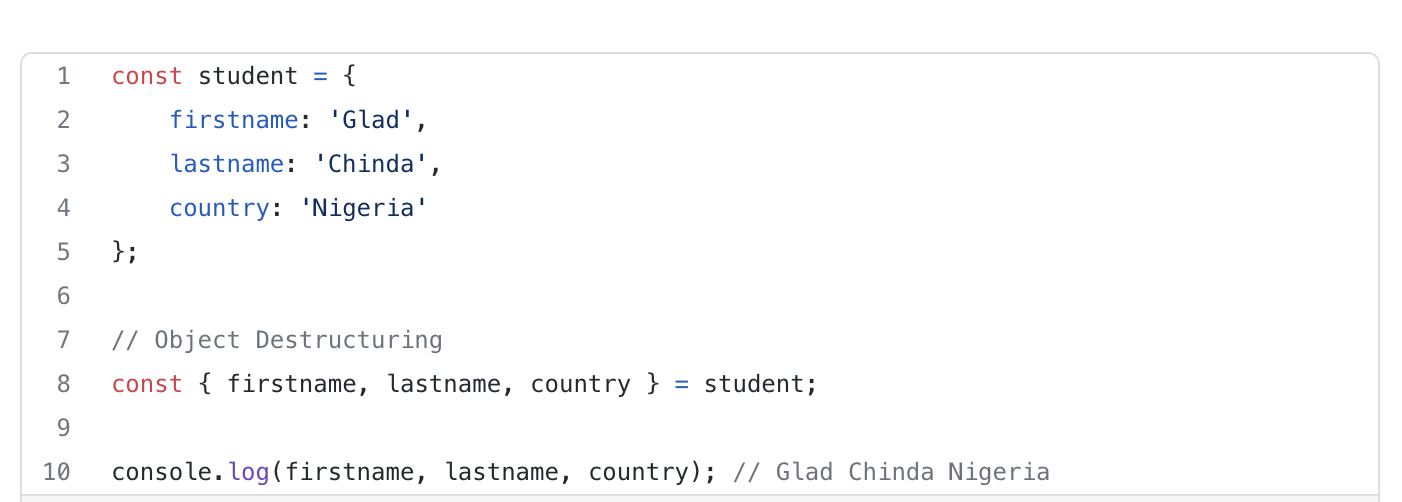 1 const student = {
2     firstname: 'Glad',
3     lastname: 'Chinda',
4     country: 'Nigeria'
5 };
6
7 // Object Destructuring
8 const { firstname, lastname, country } = student;
9
10 console.log(firstname, lastname, country); // Glad Chinda Nigeria